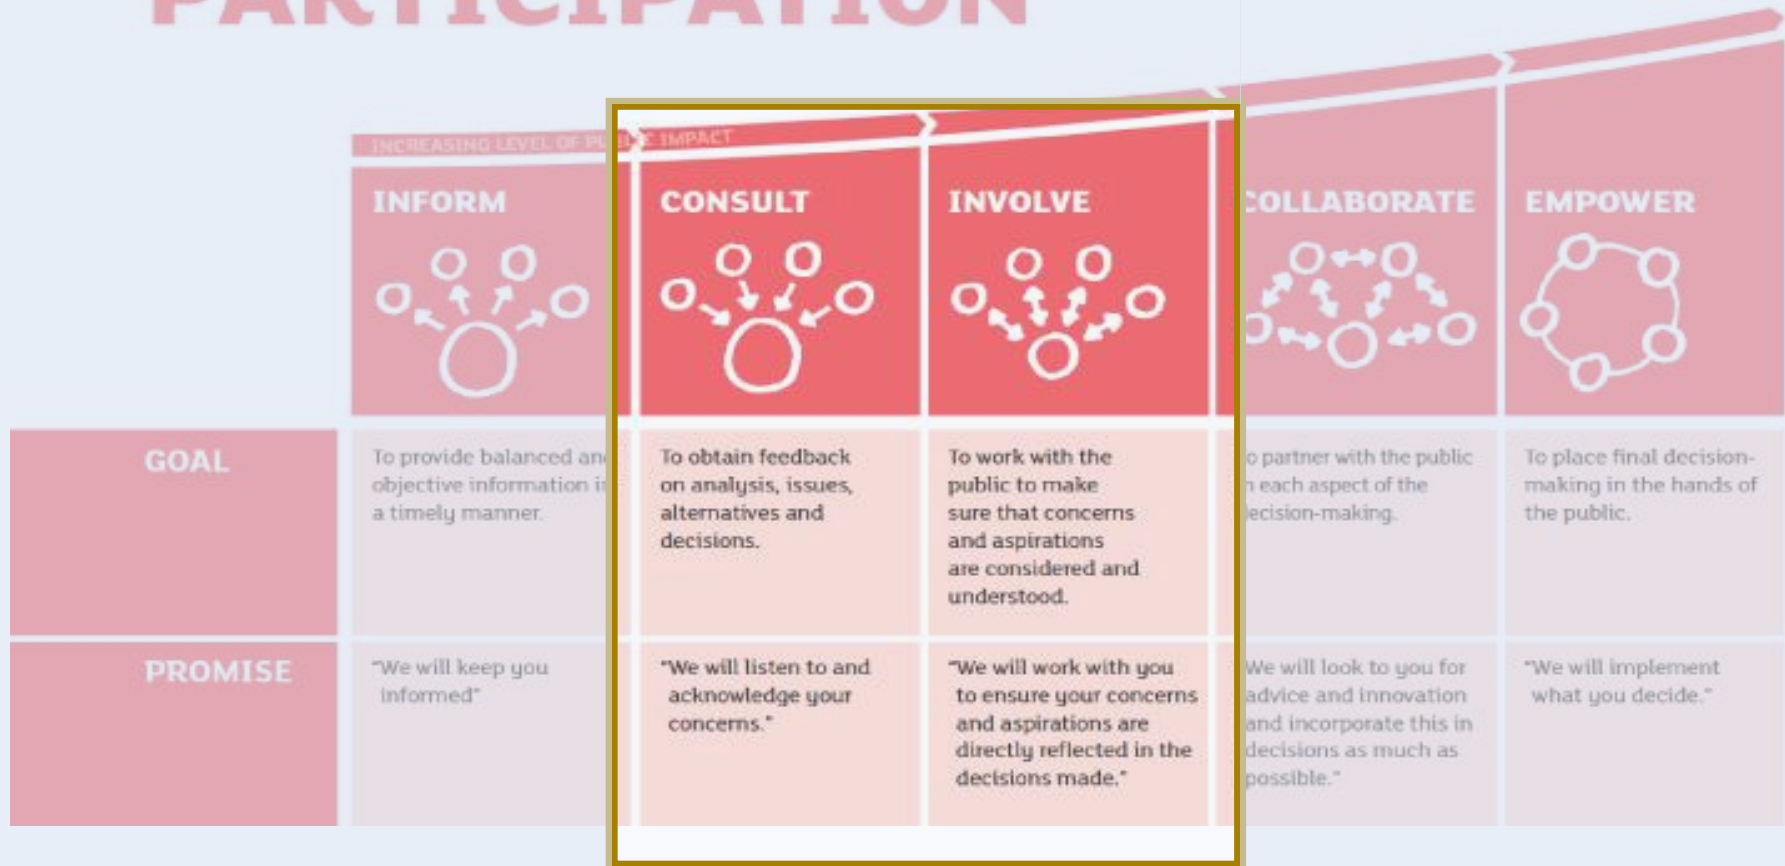 PARTICIPATION
INCREASING LEVEL OF PUBLIC IMPACT
INFORM
CONSULT
INVOLVE
COLLABORATE
EMPOWER
GOAL
To provide balanced and
objective information in
a timely manner.
To obtain feedback
on analysis, issues,
alternatives and
decisions.
To work with the
public to make
sure that concerns
and aspirations
are considered and
understood.
o partner with the public
n each aspect of the
ecision-making.
To place final decision-
making in the hands of
the public.
PROMISE
"We will keep you
informed"
"We will listen to and
acknowledge your
concerns."
"We will work with you
to ensure your concerns
and aspirations are
directly reflected in the
decisions made."
We will look to you for
advice and innovation
and incorporate this in
decisions as much as
possible."
"We will implement
what you decide."